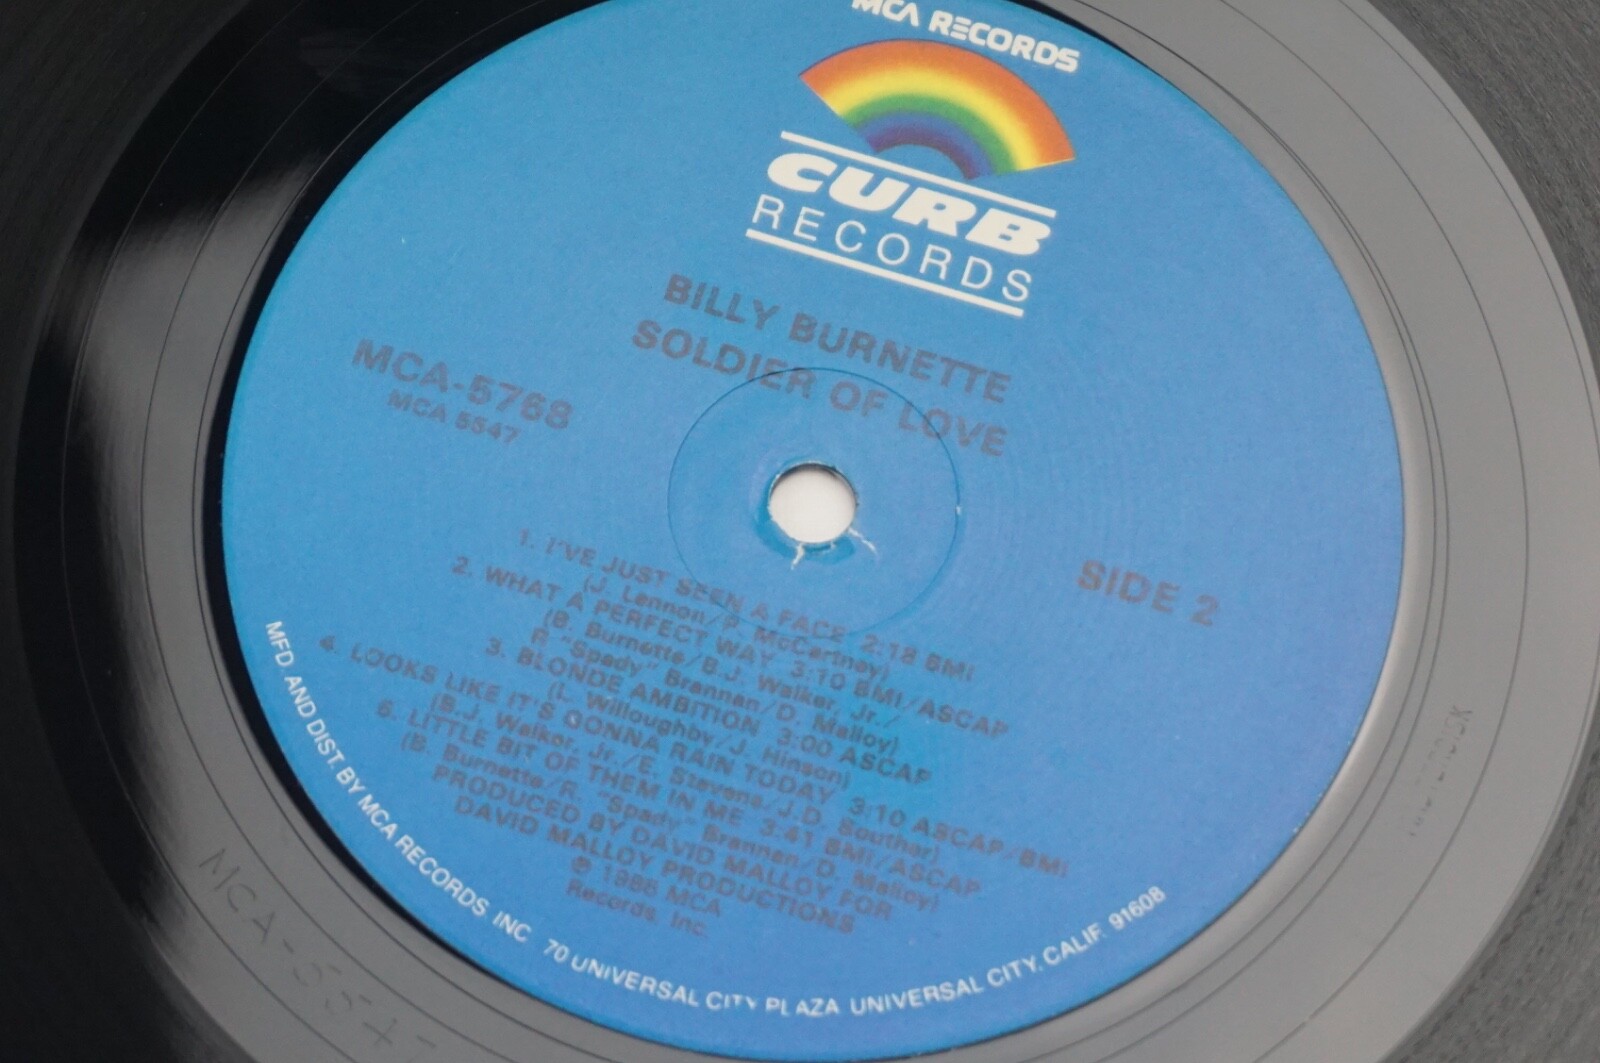 MCA RECORDS
CURB
RECORDS
BILLY BURNETTE
SOLDIER OF LOVE
MCA-5768
MCA 5547
SIDE 2
1. I'VE JUST SEEN A FACE 2:18 BMI
(J. Lennon/P. McCartney)
2. WHAT A PERFECT WAY 3:10 BMI/ASCAP
(B. Burnette/B.J. Walker, Jr./
R. "Spady" Brannan/D. Malloy)
3. BLONDE AMBITION 3:00 ASCAP
(L. Willoughby/J. Hinson)
4. LOOKS LIKE IT'S GONNA RAIN TODAY 3:10 ASCAP/BMI
(B.J. Walker, Jr./E. Stevens/J.D. Souther)
5. LITTLE BIT OF THEM IN ME 3:41 BMI/ASCAP
(B. Burnette/R. "Spady" Brannan/D. Malloy)
PRODUCED BY DAVID MALLOY FOR
DAVID MALLOY PRODUCTIONS
℗ 1986 MCA
Records, Inc.
MFD. AND DIST. BY MCA RECORDS, INC. 70 UNIVERSAL CITY PLAZA, UNIVERSAL CITY, CALIF. 91608
MCA-5547